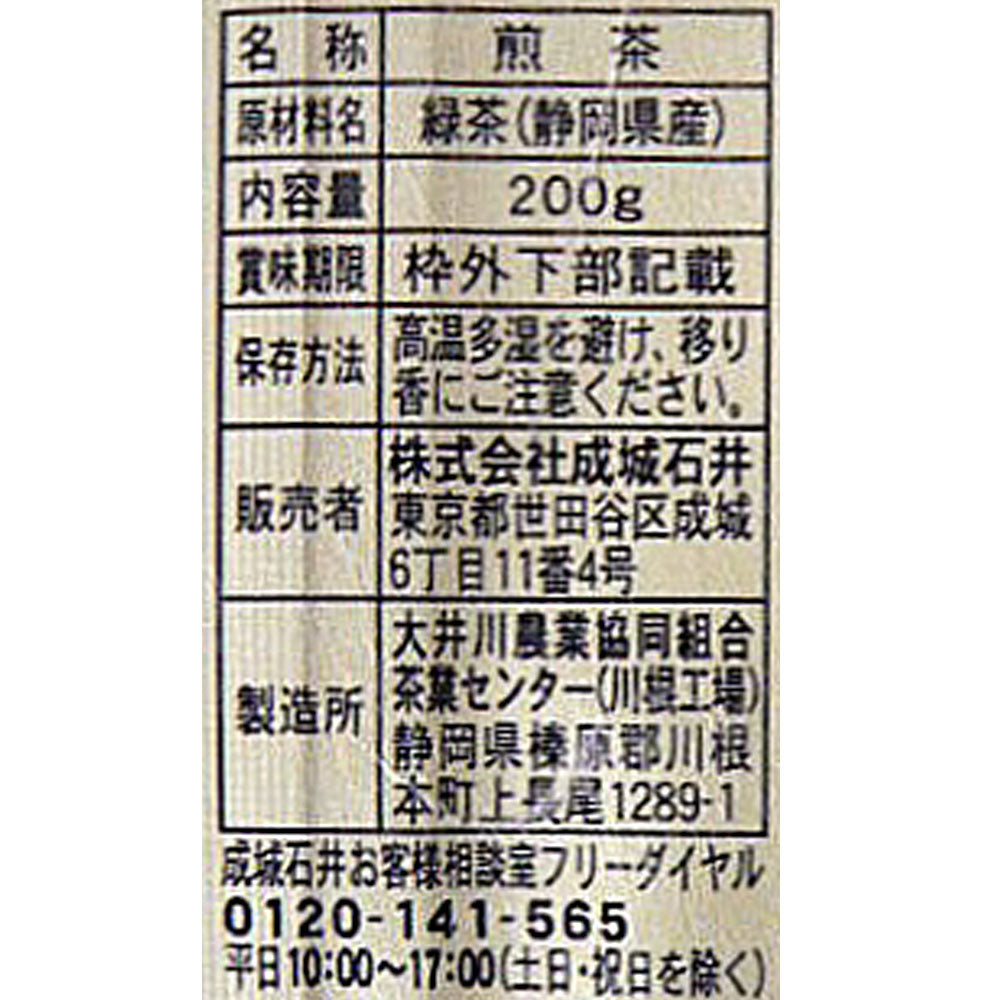 名称 煎茶
原材料名 緑茶(静岡県産)
内容量 200g
賞味期限 枠外下部記載
保存方法 高温多湿を避け、移り
香にご注意ください。
販売者 株式会社成城石井
東京都世田谷区成城
6丁目11番4号
製造所 大井川農業協同組合
茶業センター(川根工場)
静岡県榛原郡川根
本町上長尾1289-1
成城石井お客様相談室フリーダイヤル
0120-141-565
平日10:00～17:00(土日・祝日を除く)